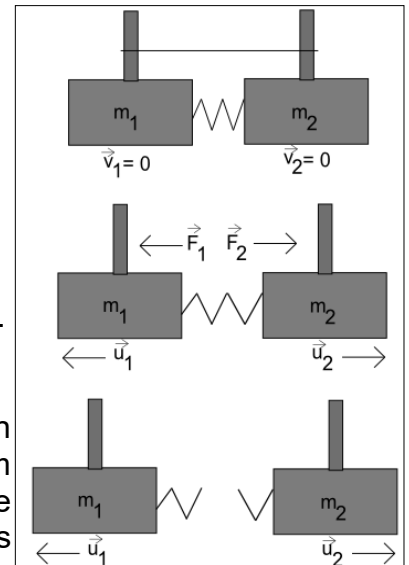 m₁ m₂
v⃗₁= 0 v⃗₂= 0
F⃗₁ F⃗₂
m₁ m₂
u⃗₁ u⃗₂
m₁ m₂
u⃗₁ u⃗₂